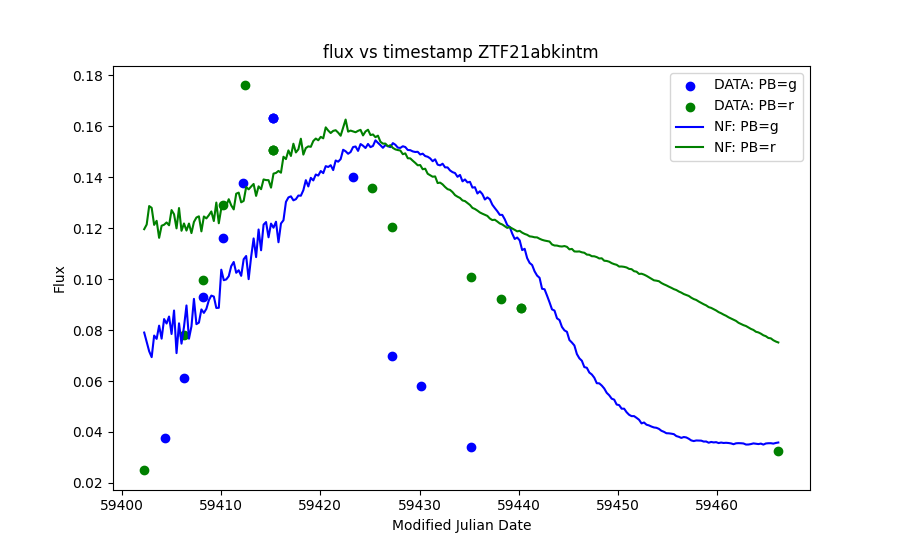 flux vs timestamp ZTF21abkintm
DATA: PB=g
DATA: PB=r
NF: PB=g
NF: PB=r
Flux
0.18
0.16
0.14
0.12
0.10
0.08
0.06
0.04
0.02
59400 59410 59420 59430 59440 59450 59460
Modified Julian Date